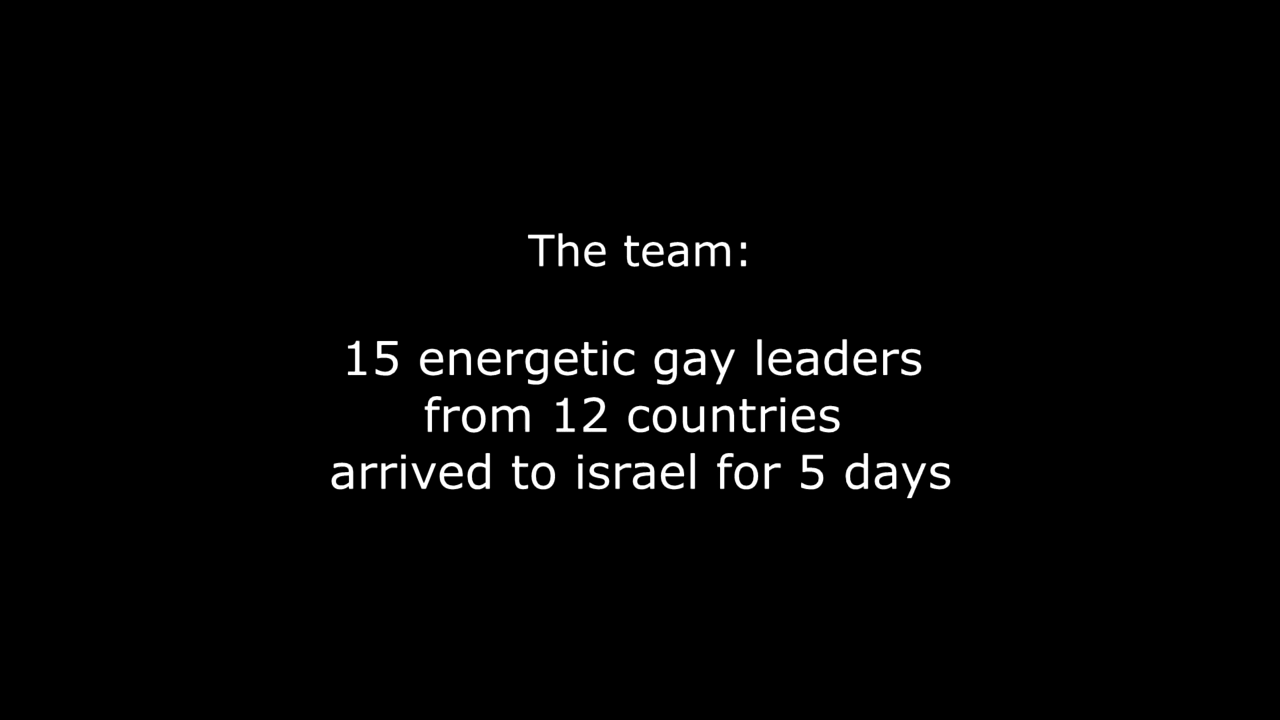 The team:
15 energetic gay leaders
from 12 countries
arrived to israel for 5 days